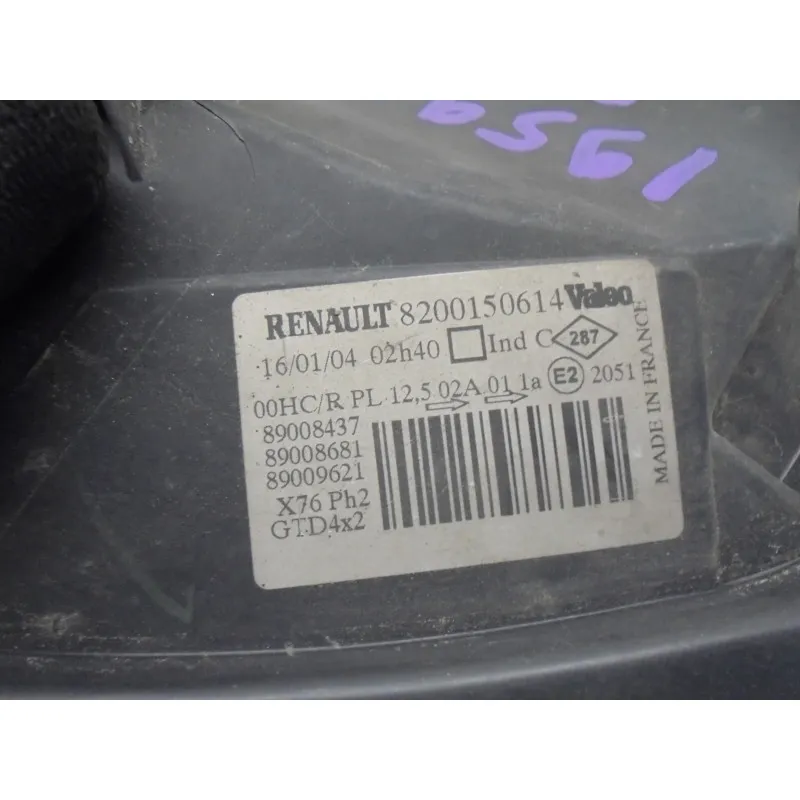 1950
RENAULT 8200150614 Valeo
16/01/04 02h40 Ind C 287
00HC/R PL 12,5 02A 01 1a E2 2051
89008437
89008681
89009621
X76 Ph2
GTD4x2
MADE IN FRANCE